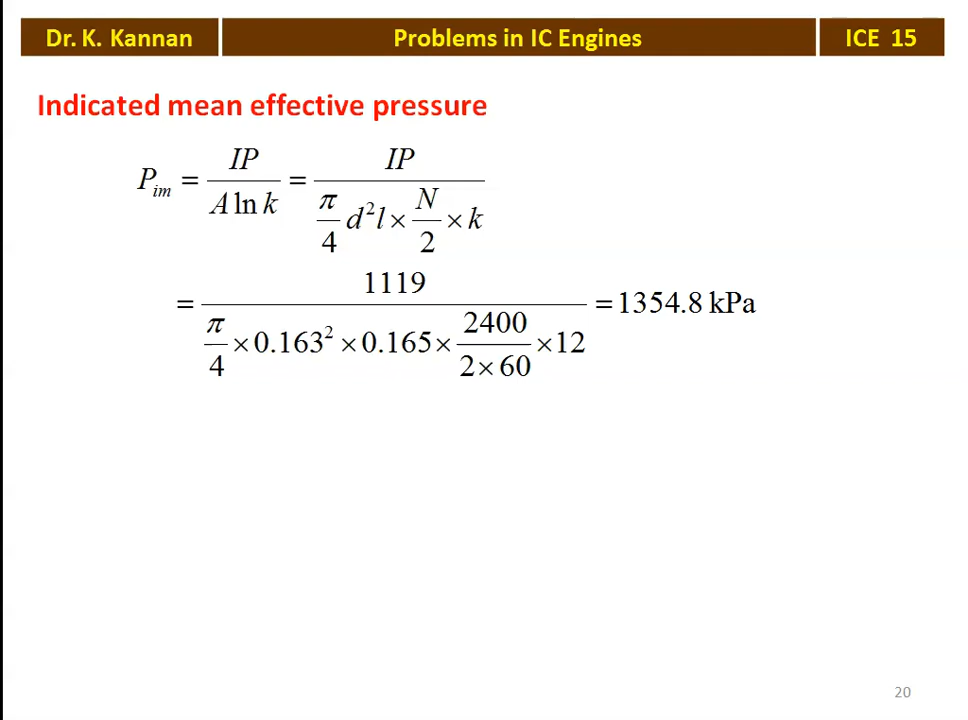 Dr. K. Kannan Problems in IC Engines ICE 15
Indicated mean effective pressure
P_im = IP / (A ln k) = IP / (π/4 d² l × N/2 × k)
= 1119 / (π/4 × 0.163² × 0.165 × 2400/(2 × 60) × 12) = 1354.8 kPa
20